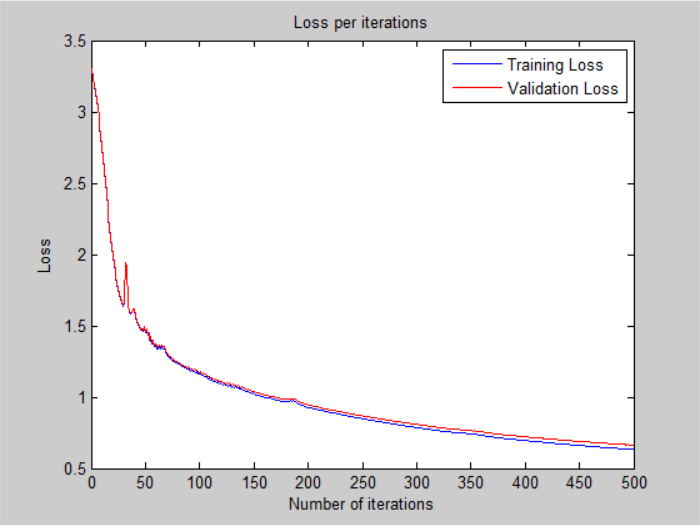 Loss per iterations
3.5
3
2.5
2
1.5
1
0.5
Loss
Training Loss
Validation Loss
0 50 100 150 200 250 300 350 400 450 500
Number of iterations